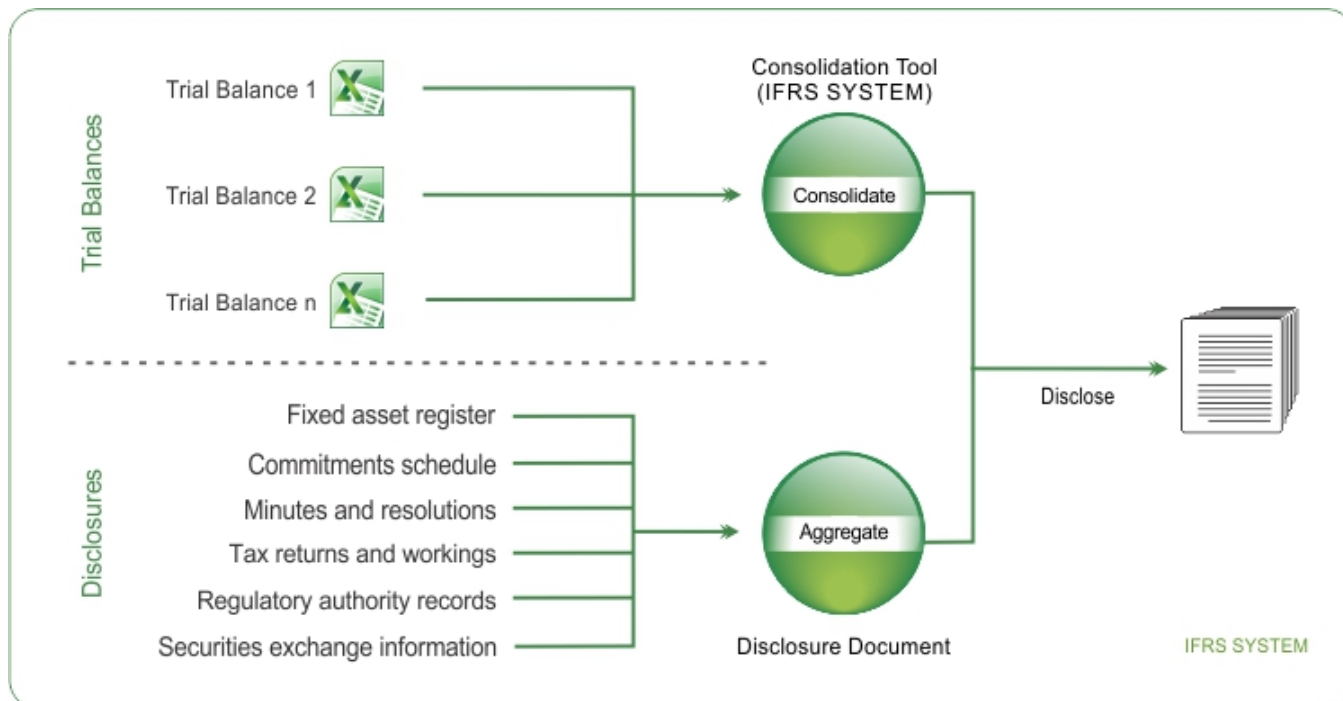 Trial Balances
Trial Balance 1
Trial Balance 2
Trial Balance n
Consolidation Tool
(IFRS SYSTEM)
Consolidate
Disclosures
Fixed asset register
Commitments schedule
Minutes and resolutions
Tax returns and workings
Regulatory authority records
Securities exchange information
Aggregate
Disclosure Document
Disclose
IFRS SYSTEM